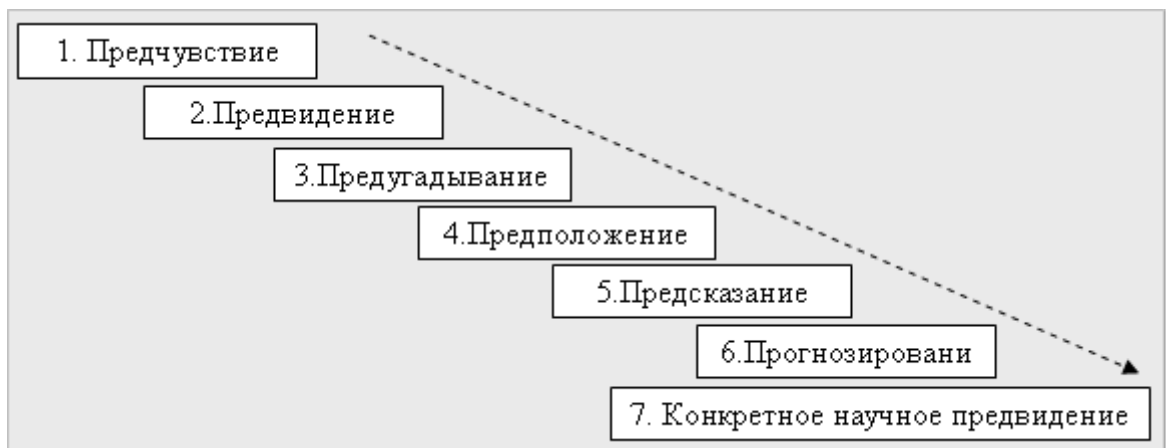 1. Предчувствие
2.Предвидение
3.Предугадывание
4.Предположение
5.Предсказание
6.Прогнозировани
7. Конкретное научное предвидение